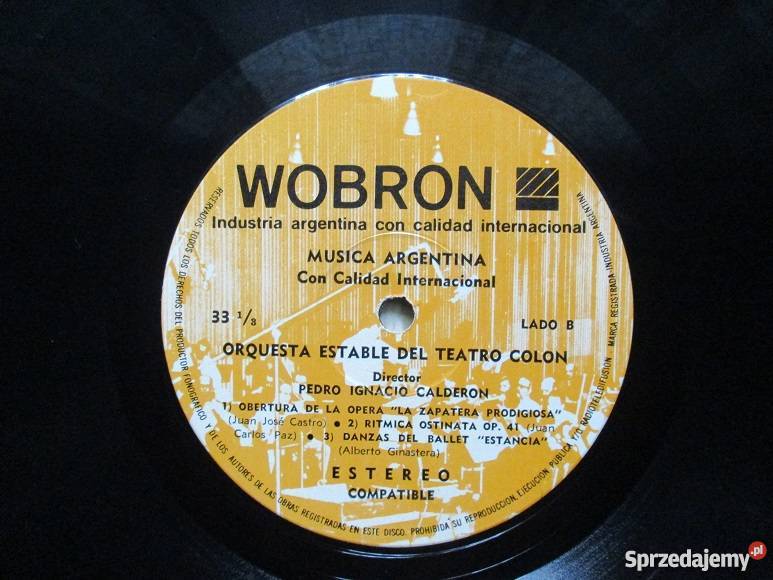 WOBRON
Industria argentina con calidad internacional
MUSICA ARGENTINA
Con Calidad Internacional
33 1/3
LADO B
ORQUESTA ESTABLE DEL TEATRO COLON
Director
PEDRO IGNACIO CALDERON
1) OBERTURA DE LA OPERA "LA ZAPATERA PRODIGIOSA"
(Juan José Castro) ● 2) RITMICA OSTINATA OP. 41 (Juan
Carlos Paz) ● 3) DANZAS DEL BALLET "ESTANCIA"
(Alberto Ginastera)
ESTEREO
COMPATIBLE
RESERVADOS TODOS LOS DERECHOS DEL PRODUCTOR FONOGRAFICO Y DE LOS AUTORES DE LAS OBRAS REGISTRADAS EN ESTE DISCO. PROHIBIDA SU REPRODUCCION, EJECUCION PUBLICA Y/O RADIOTELEDIFUSION MARCA REGISTRADA INDUSTRIA ARGENTINA
Sprzedajemy.pl